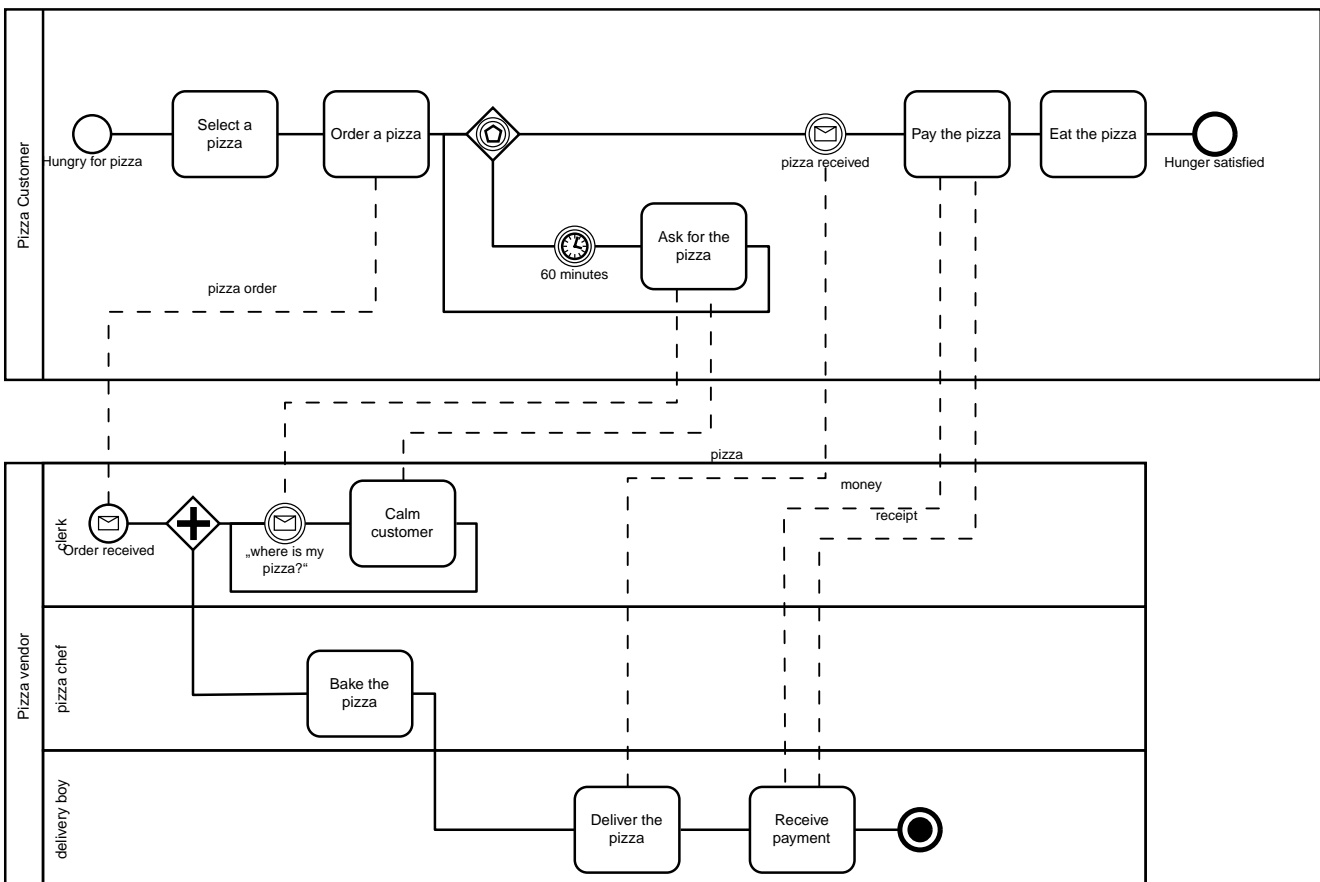 Pizza Customer
Hungry for pizza
Select a
pizza
Order a pizza
pizza received
Pay the pizza
Eat the pizza
Hunger satisfied
60 minutes
Ask for the
pizza
pizza order
pizza
money
receipt
Pizza vendor
clerk
Order received
„where is my
pizza?“
Calm
customer
pizza chef
Bake the
pizza
delivery boy
Deliver the
pizza
Receive
payment